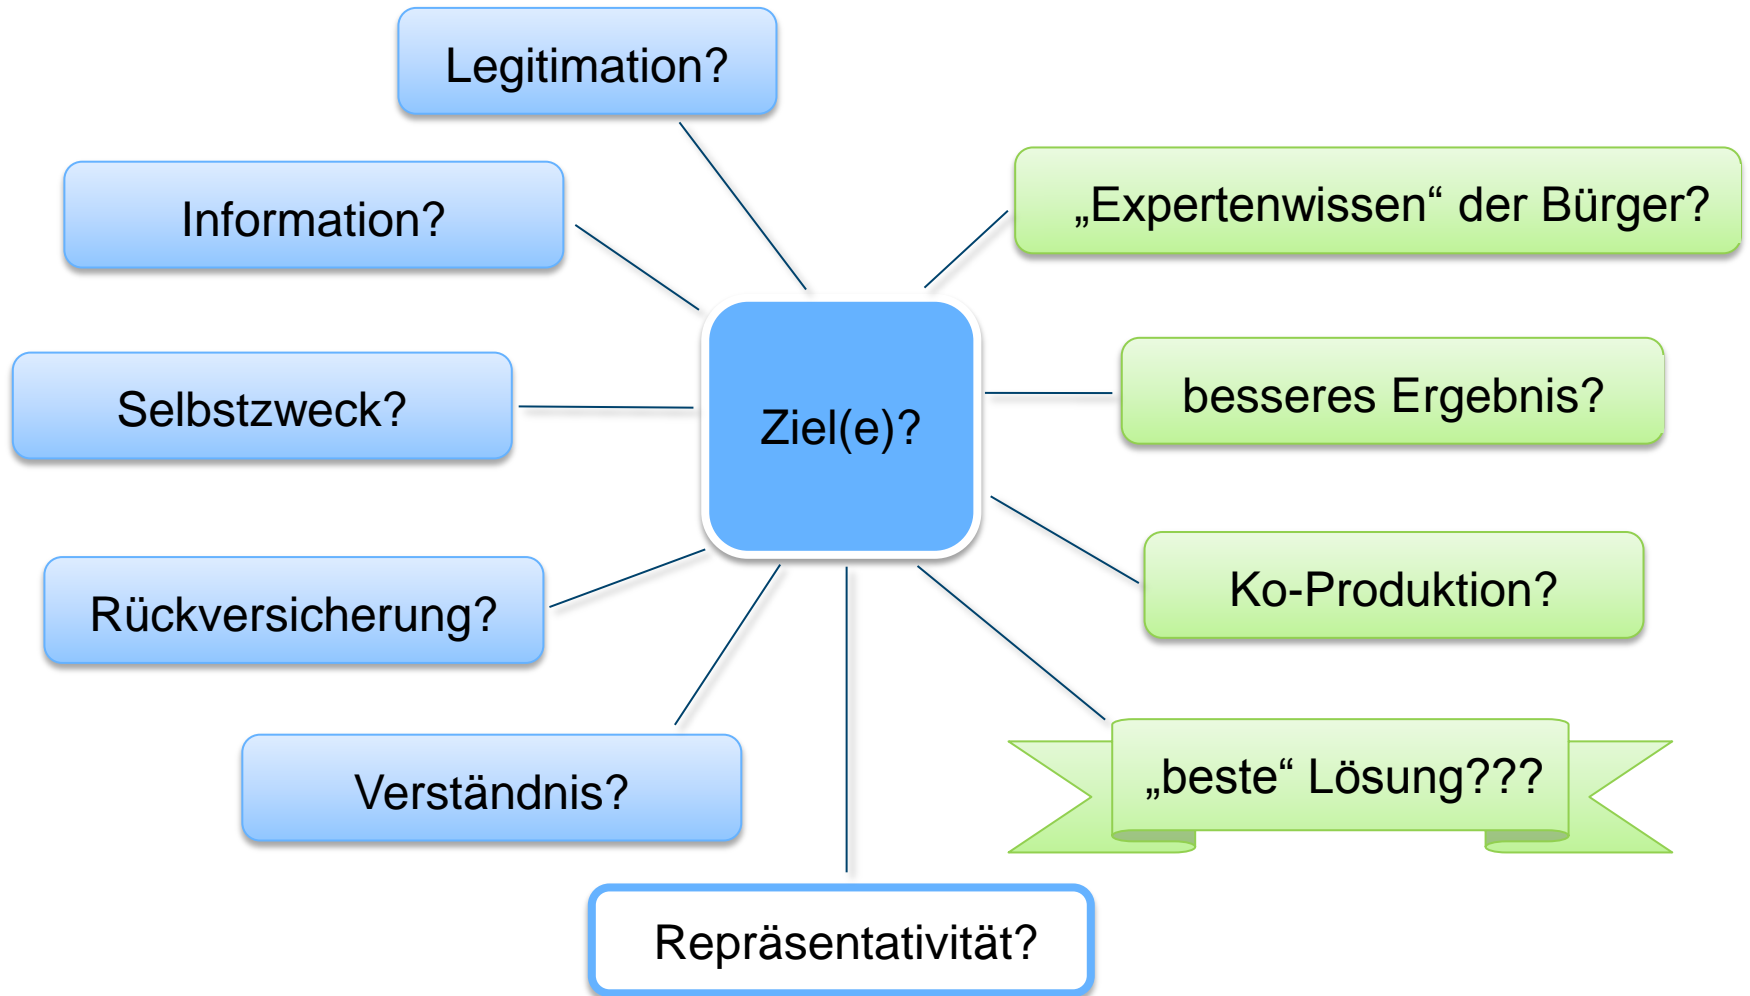 Legitimation?
Information?
„Expertenwissen“ der Bürger?
Selbstzweck?
Ziel(e)?
besseres Ergebnis?
Rückversicherung?
Ko-Produktion?
Verständnis?
„beste“ Lösung???
Repräsentativität?